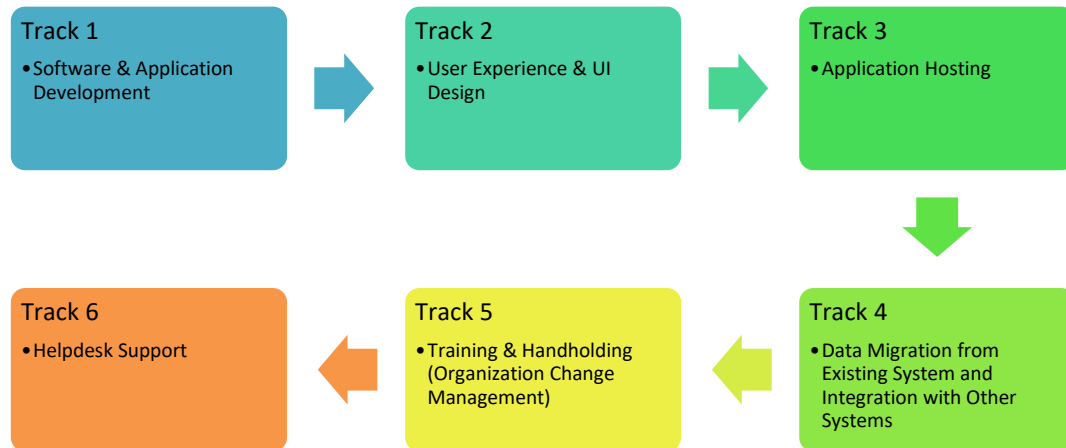 Track 1
•Software & Application
Development
Track 2
•User Experience & UI
Design
Track 3
•Application Hosting
Track 4
•Data Migration from
Existing System and
Integration with Other
Systems
Track 5
•Training & Handholding
(Organization Change
Management)
Track 6
•Helpdesk Support